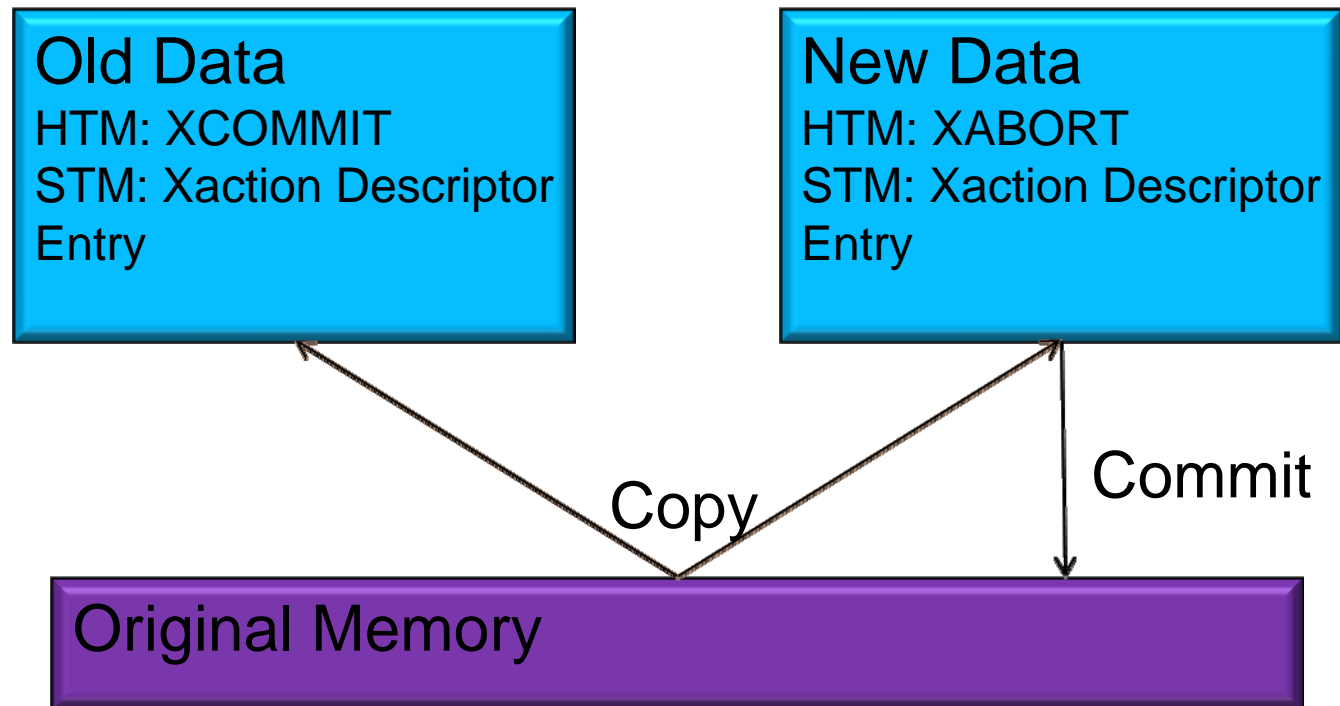 Old Data
HTM: XCOMMIT
STM: Xaction Descriptor
Entry
New Data
HTM: XABORT
STM: Xaction Descriptor
Entry
Copy
Commit
Original Memory